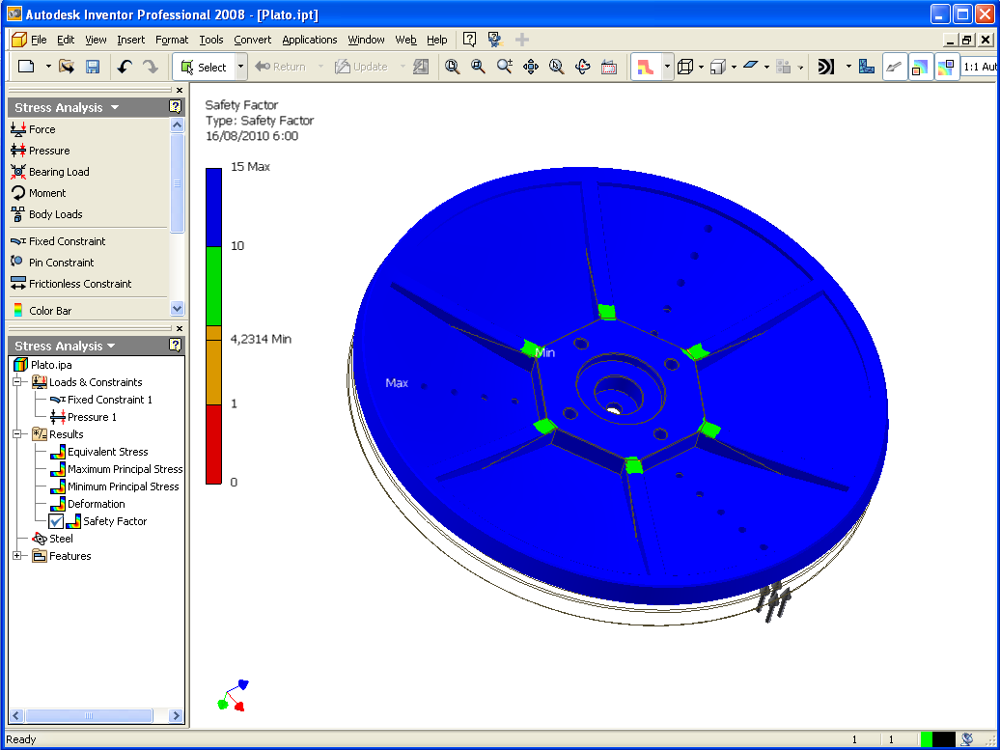 Autodesk Inventor Professional 2008 - [Plato.ipt]
File Edit View Insert Format Tools Convert Applications Window Web Help
Select Return Update 1:1 Aut
Stress Analysis
Force
Pressure
Bearing Load
Moment
Body Loads
Fixed Constraint
Pin Constraint
Frictionless Constraint
Color Bar
Stress Analysis
Plato.ipa
Loads & Constraints
Fixed Constraint 1
Pressure 1
Results
Equivalent Stress
Maximum Principal Stress
Minimum Principal Stress
Deformation
Safety Factor
Steel
Features
Safety Factor
Type: Safety Factor
16/08/2010 6:00
15 Max
10
4,2314 Min
1
0
Min
Max
Ready 1 1